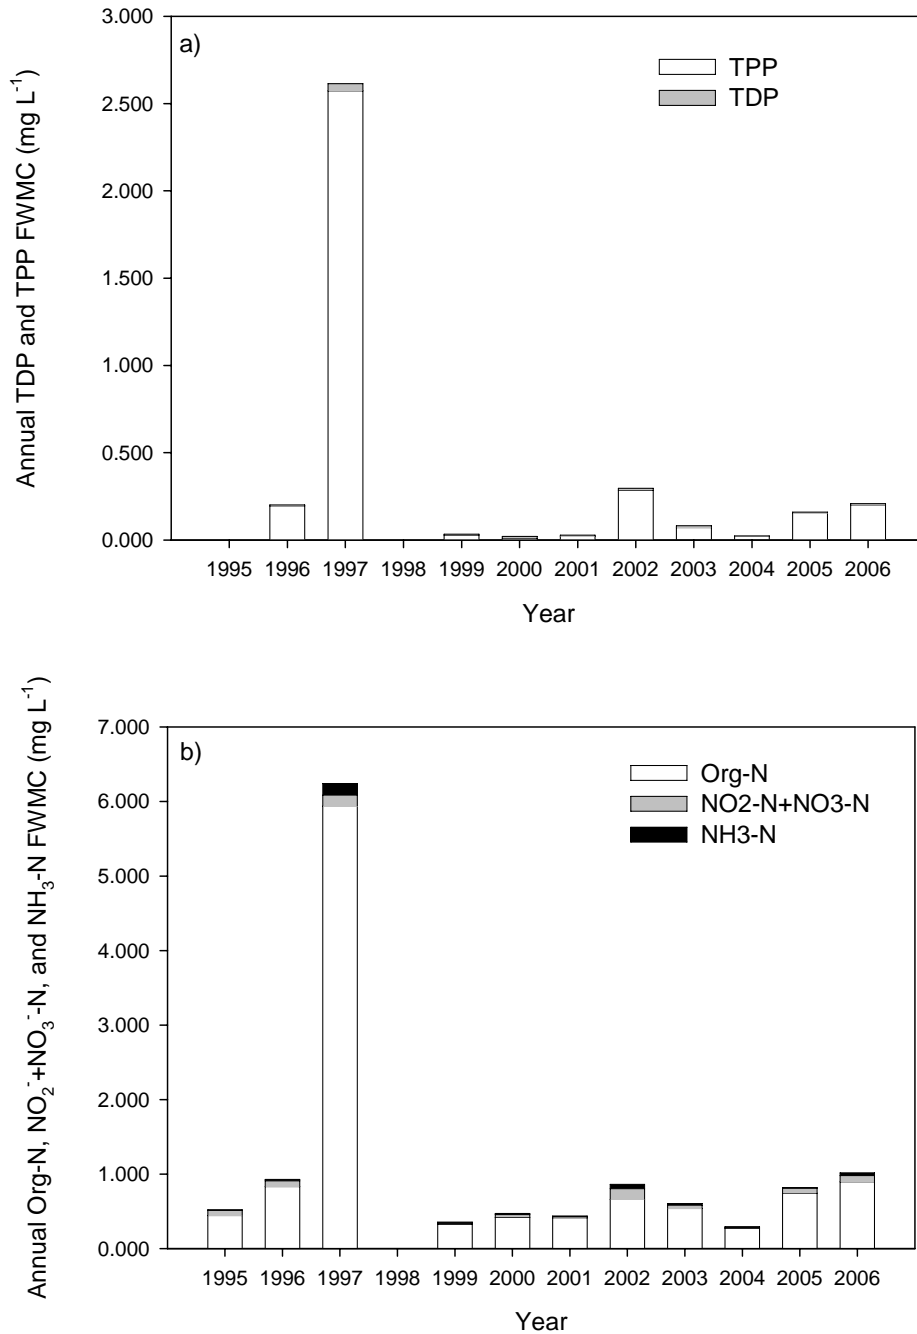 a)
TPP
TDP
Annual TDP and TPP FWMC (mg L⁻¹)
3.000
2.500
2.000
1.500
1.000
0.500
0.000
1995 1996 1997 1998 1999 2000 2001 2002 2003 2004 2005 2006
Year
b)
Org-N
NO2-N+NO3-N
NH3-N
Annual Org-N, NO₂⁻+NO₃⁻-N, and NH₃-N FWMC (mg L⁻¹)
7.000
6.000
5.000
4.000
3.000
2.000
1.000
0.000
1995 1996 1997 1998 1999 2000 2001 2002 2003 2004 2005 2006
Year